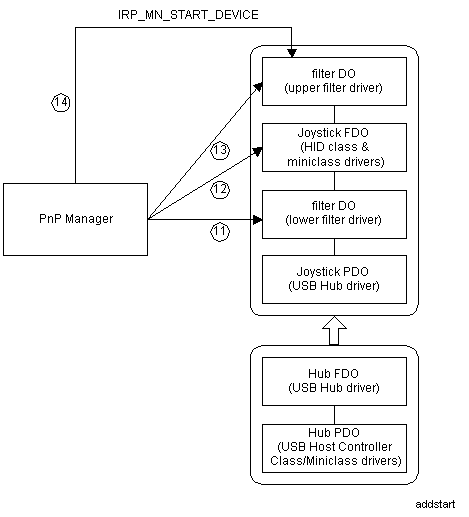 IRP_MN_START_DEVICE
14
filter DO
(upper filter driver)
13
Joystick FDO
(HID class &
miniclass drivers)
12
PnP Manager
filter DO
(lower filter driver)
11
Joystick PDO
(USB Hub driver)
Hub FDO
(USB Hub driver)
Hub PDO
(USB Host Controller
Class/Miniclass drivers)
addstart